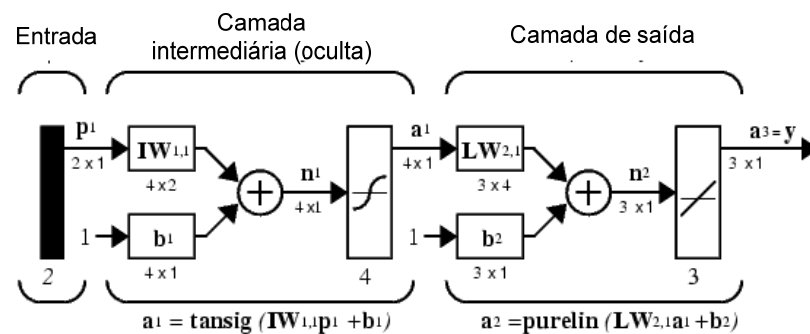 Entrada
Camada
intermediária (oculta)
Camada de saída
p1
2 x 1
IW1,1
4 x 2
n1
4 x1
a1
4 x 1
LW2,1
3 x 4
n2
3 x 1
a3 = y
3 x 1
1
b1
4 x 1
1
b2
3 x 1
2
4
3
a1 = tansig (IW1,1p1 +b1)
a2 =purelin (LW2,1a1 +b2)